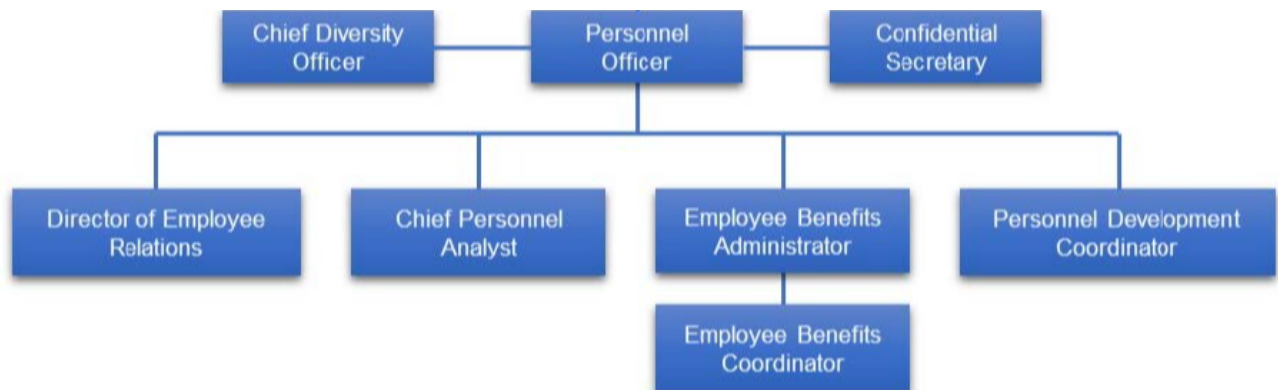 Chief Diversity
Officer
Personnel
Officer
Confidential
Secretary
Director of Employee
Relations
Chief Personnel
Analyst
Employee Benefits
Administrator
Personnel Development
Coordinator
Employee Benefits
Coordinator